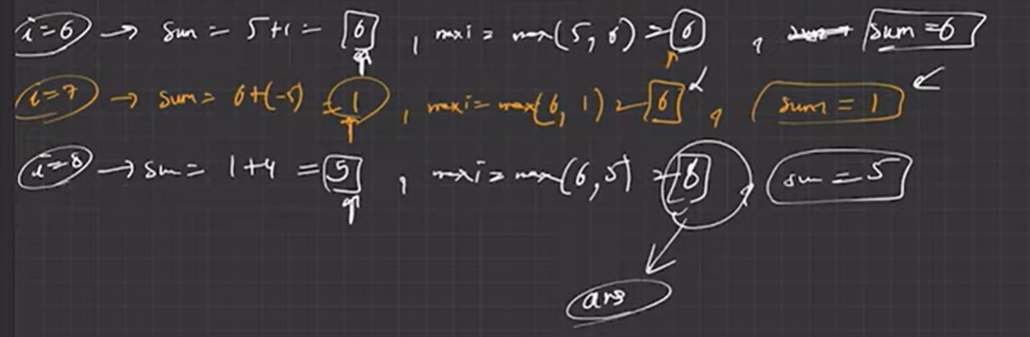 i=6 → sum = 5+1 = 6 , maxi = max(5, 6) = 6 , sum = 6
i=7 → sum = 6+(-5) = 1 , maxi = max(6, 1) = 6 , sum = 1
i=8 → sum = 1+4 = 5 , maxi = max(6, 5) = 6 , sum = 5
ans